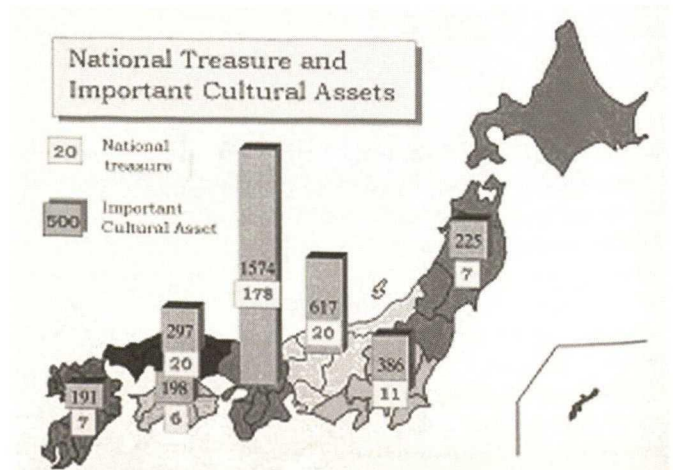 National Treasure and
Important Cultural Assets
20 National
treasure
500 Important
Cultural Asset
225
7
1574
178
617
20
297
20
386
11
198
6
191
7